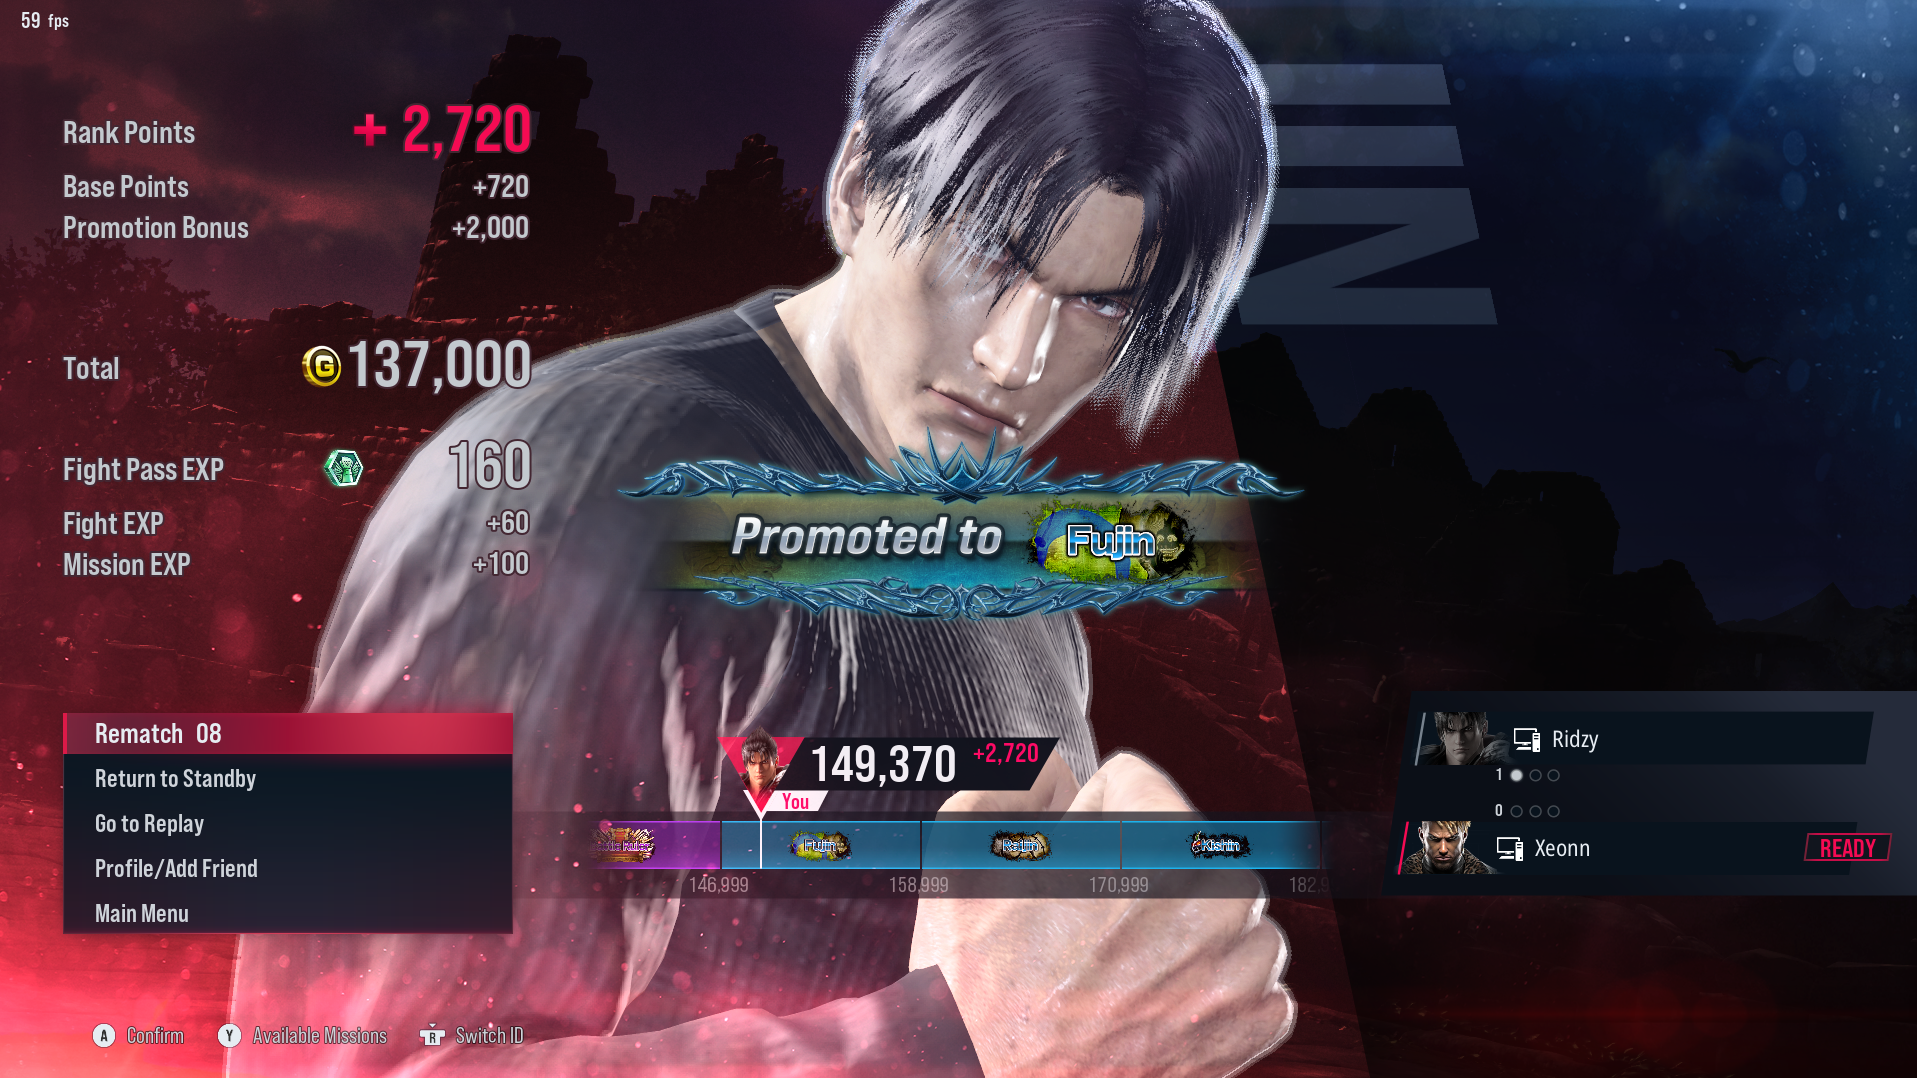 59 fps
Rank Points + 2,720
Base Points +720
Promotion Bonus +2,000
Total G 137,000
Fight Pass EXP 160
Fight EXP +60
Mission EXP +100
Promoted to Fujin
Rematch 08
Return to Standby
Go to Replay
Profile/Add Friend
Main Menu
149,370 +2,720
You
Fujin Raijin Kishin
146,999 158,999 170,999
Ridzy
1
0
Xeonn READY
A Confirm Y Available Missions R Switch ID